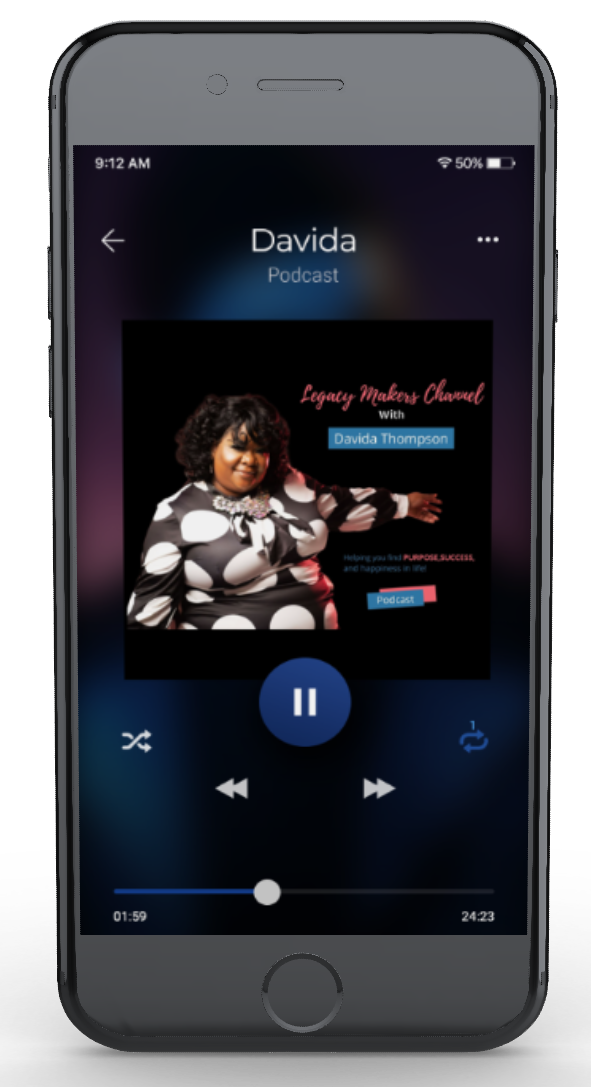 9:12 AM 50%
Davida
Podcast
Legacy Makers Channel
With
Davida Thompson
Helping you find PURPOSE,SUCCESS,
and happiness in life!
Podcast
1
01:59 24:23